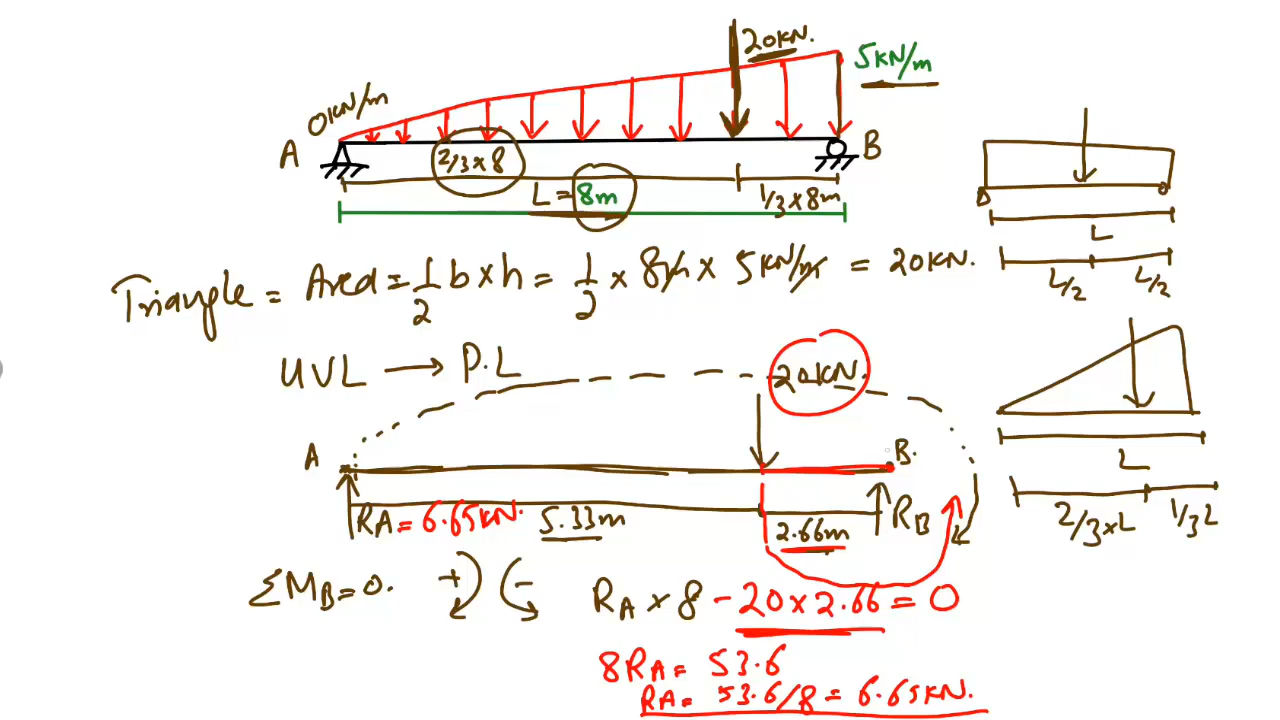 20KN.
5KN/m
0KN/m
A
B
2/3×8
L = 8m
1/3×8m
L
L/2 L/2
Triangle = Area = 1/2 b×h = 1/2 × 8m × 5KN/m = 20KN.
UVL → P.L
20KN.
A
B.
RA = 6.65KN.
5.33m
2.66m
RB
L
2/3×L 1/3L
ΣMB=0. + − RA×8 −20×2.66 = 0
8RA = 53.6
RA = 53.6/8 = 6.65KN.